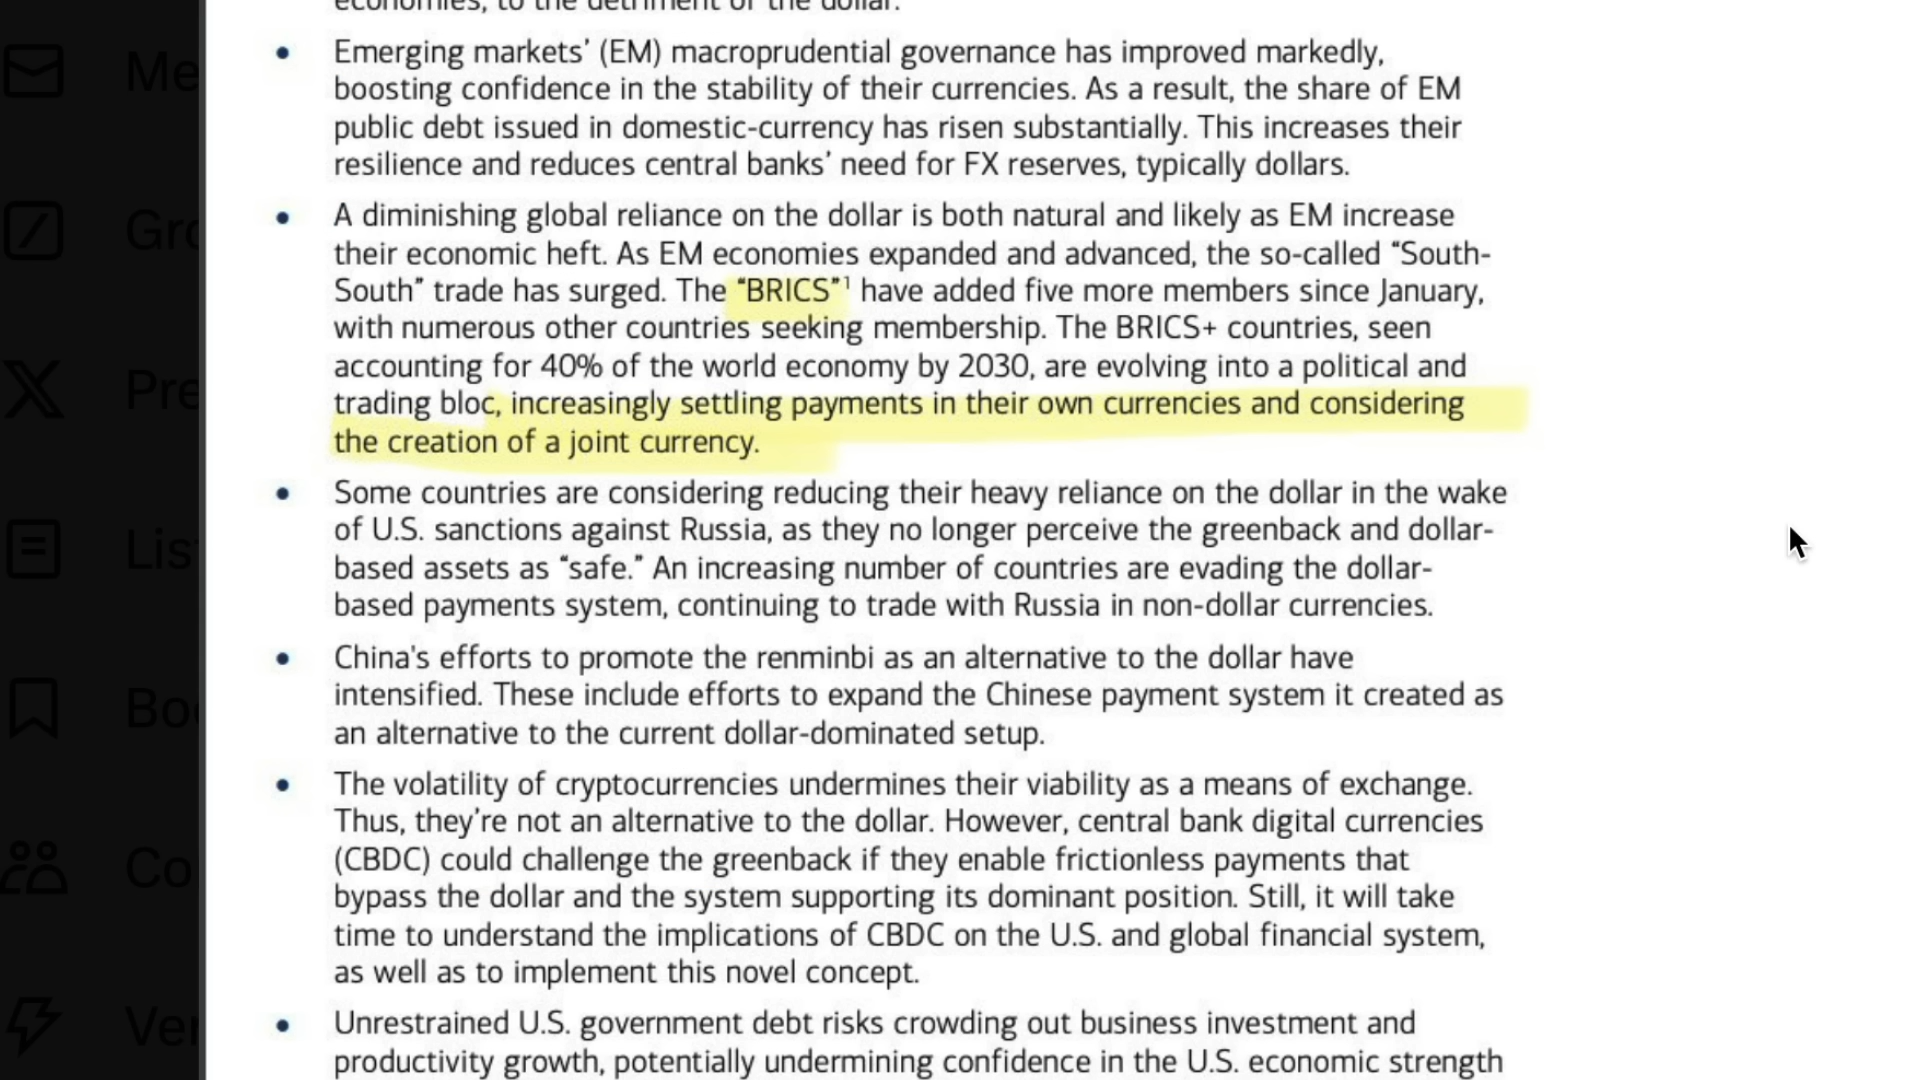 economies, to the detriment of the dollar.
• Emerging markets’ (EM) macroprudential governance has improved markedly,
boosting confidence in the stability of their currencies. As a result, the share of EM
public debt issued in domestic-currency has risen substantially. This increases their
resilience and reduces central banks’ need for FX reserves, typically dollars.
• A diminishing global reliance on the dollar is both natural and likely as EM increase
their economic heft. As EM economies expanded and advanced, the so-called “South-
South” trade has surged. The “BRICS”¹ have added five more members since January,
with numerous other countries seeking membership. The BRICS+ countries, seen
accounting for 40% of the world economy by 2030, are evolving into a political and
trading bloc, increasingly settling payments in their own currencies and considering
the creation of a joint currency.
• Some countries are considering reducing their heavy reliance on the dollar in the wake
of U.S. sanctions against Russia, as they no longer perceive the greenback and dollar-
based assets as “safe.” An increasing number of countries are evading the dollar-
based payments system, continuing to trade with Russia in non-dollar currencies.
• China's efforts to promote the renminbi as an alternative to the dollar have
intensified. These include efforts to expand the Chinese payment system it created as
an alternative to the current dollar-dominated setup.
• The volatility of cryptocurrencies undermines their viability as a means of exchange.
Thus, they’re not an alternative to the dollar. However, central bank digital currencies
(CBDC) could challenge the greenback if they enable frictionless payments that
bypass the dollar and the system supporting its dominant position. Still, it will take
time to understand the implications of CBDC on the U.S. and global financial system,
as well as to implement this novel concept.
• Unrestrained U.S. government debt risks crowding out business investment and
productivity growth, potentially undermining confidence in the U.S. economic strength
Me
Gro
Pre
Lis
Bo
Co
Ver